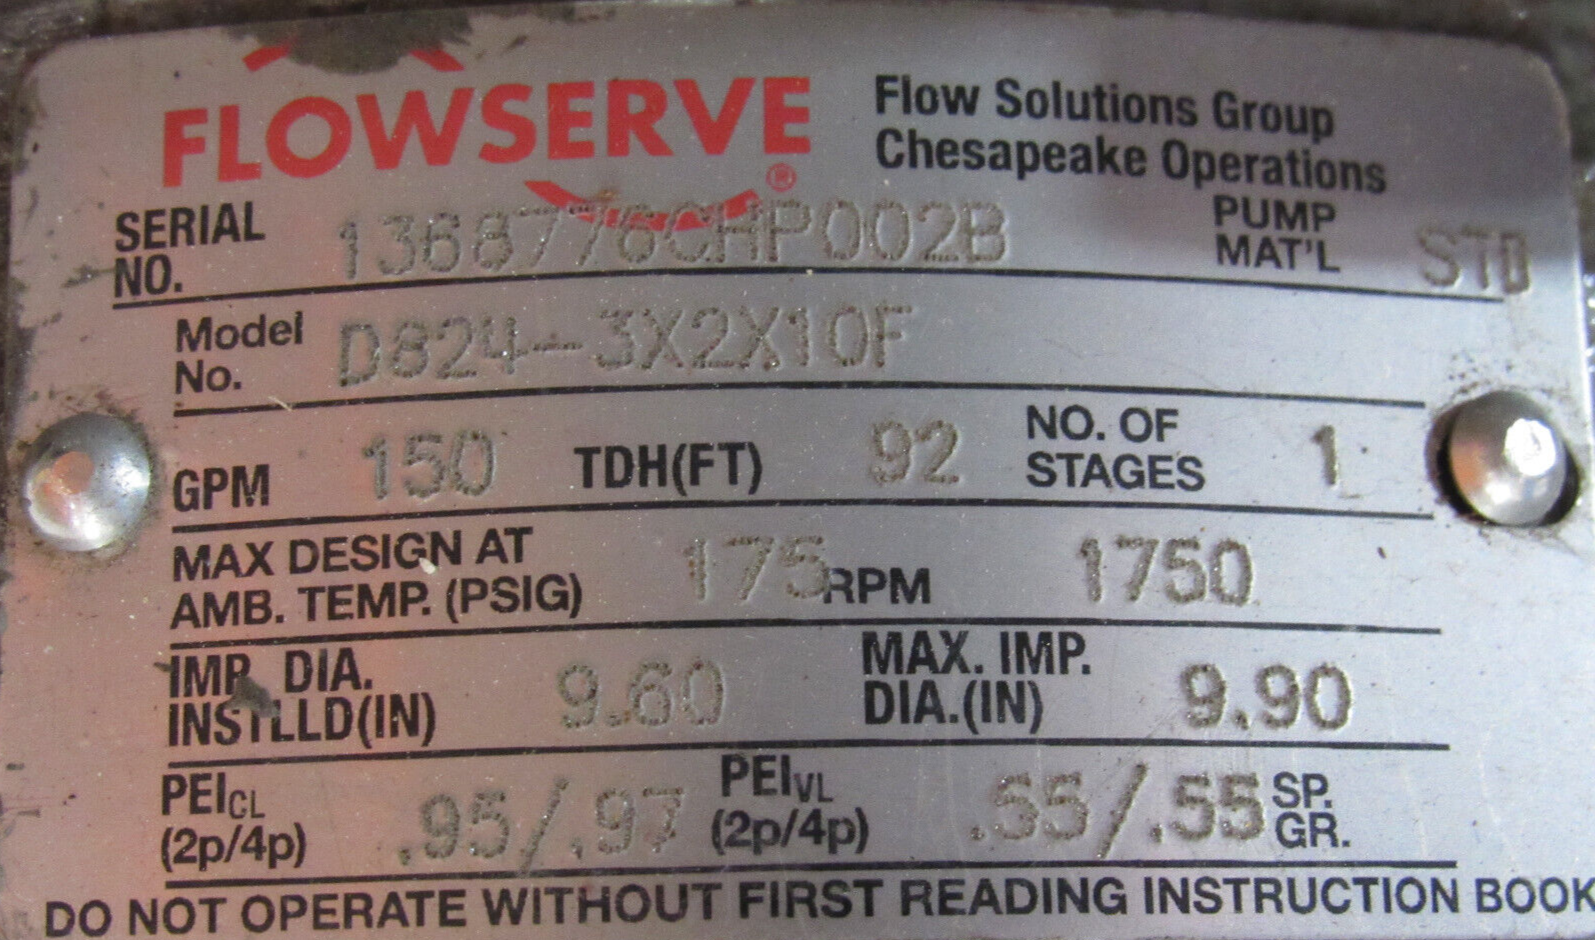 FLOWSERVE®
Flow Solutions Group
Chesapeake Operations
SERIAL NO. 1368776CHP002B PUMP MAT'L STD
Model No. D824-3X2X10F
GPM 150 TDH(FT) 92 NO. OF STAGES 1
MAX DESIGN AT AMB. TEMP. (PSIG) 175 RPM 1750
IMP. DIA. INSTLLD(IN) 9.60 MAX. IMP. DIA.(IN) 9.90
PEICL (2p/4p) .95/.97 PEIVL (2p/4p) .55/.55 SP. GR.
DO NOT OPERATE WITHOUT FIRST READING INSTRUCTION BOOK